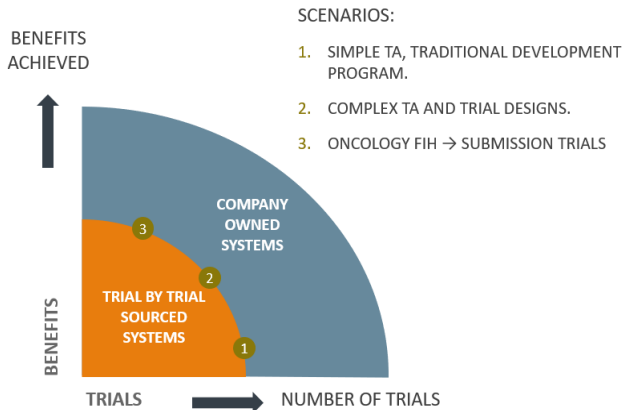 SCENARIOS:
1. SIMPLE TA, TRADITIONAL DEVELOPMENT
PROGRAM.
2. COMPLEX TA AND TRIAL DESIGNS.
3. ONCOLOGY FIH → SUBMISSION TRIALS
BENEFITS
ACHIEVED
COMPANY
OWNED
SYSTEMS
3
2
TRIAL BY TRIAL
SOURCED
SYSTEMS
1
BENEFITS
TRIALS
NUMBER OF TRIALS